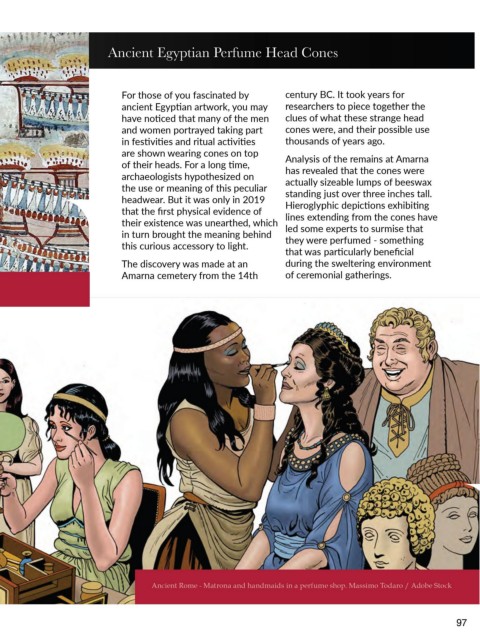 Ancient Egyptian Perfume Head Cones
For those of you fascinated by
ancient Egyptian artwork, you may
have noticed that many of the men
and women portrayed taking part
in festivities and ritual activities
are shown wearing cones on top
of their heads. For a long time,
archaeologists hypothesized on
the use or meaning of this peculiar
headwear. But it was only in 2019
that the first physical evidence of
their existence was unearthed, which
in turn brought the meaning behind
this curious accessory to light.
The discovery was made at an
Amarna cemetery from the 14th
century BC. It took years for
researchers to piece together the
clues of what these strange head
cones were, and their possible use
thousands of years ago.
Analysis of the remains at Amarna
has revealed that the cones were
actually sizeable lumps of beeswax
standing just over three inches tall.
Hieroglyphic depictions exhibiting
lines extending from the cones have
led some experts to surmise that
they were perfumed - something
that was particularly beneficial
during the sweltering environment
of ceremonial gatherings.
Ancient Rome - Matrona and handmaids in a perfume shop. Massimo Todaro / Adobe Stock
97